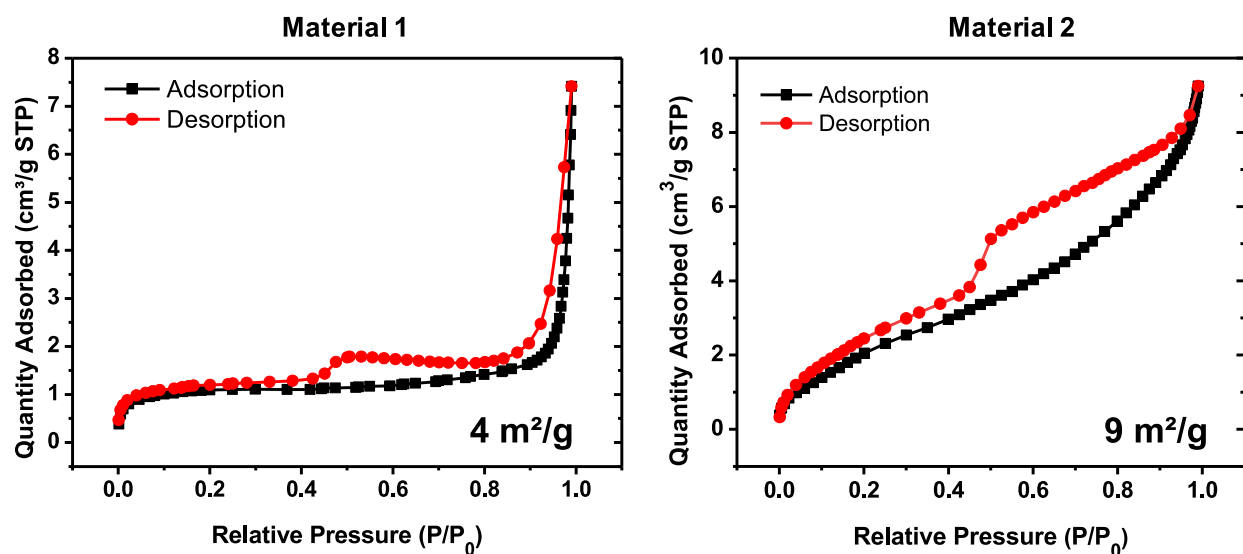 Material 1
Quantity Adsorbed (cm³/g STP)
8
7
6
5
4
3
2
1
0
Adsorption
Desorption
4 m²/g
0.0 0.2 0.4 0.6 0.8 1.0
Relative Pressure (P/P₀)
Material 2
Quantity Adsorbed (cm³/g STP)
10
8
6
4
2
0
Adsorption
Desorption
9 m²/g
0.0 0.2 0.4 0.6 0.8 1.0
Relative Pressure (P/P₀)